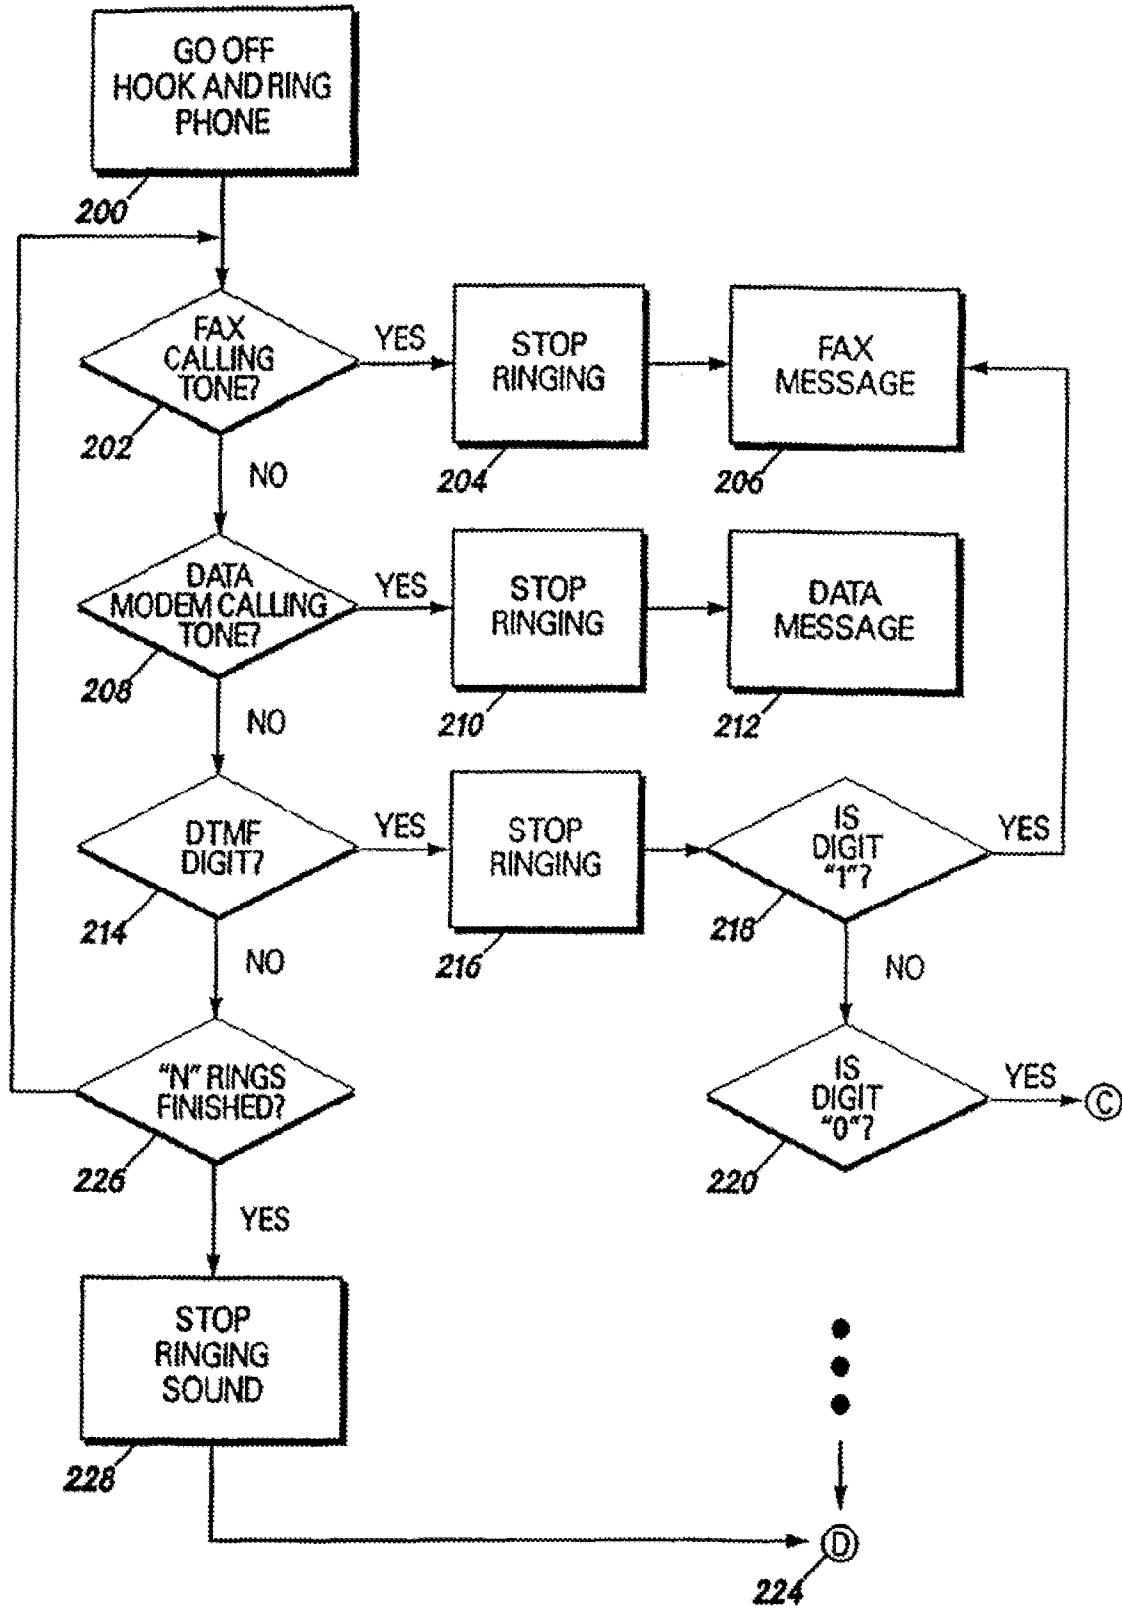 GO OFF
HOOK AND RING
PHONE
200
FAX
CALLING
TONE?
202
YES
STOP
RINGING
204
FAX
MESSAGE
206
NO
DATA
MODEM CALLING
TONE?
208
YES
STOP
RINGING
210
DATA
MESSAGE
212
NO
DTMF
DIGIT?
214
YES
STOP
RINGING
216
IS
DIGIT
"1"?
218
YES
NO
NO
"N" RINGS
FINISHED?
226
IS
DIGIT
"0"?
220
YES
C
YES
STOP
RINGING
SOUND
228
D
224